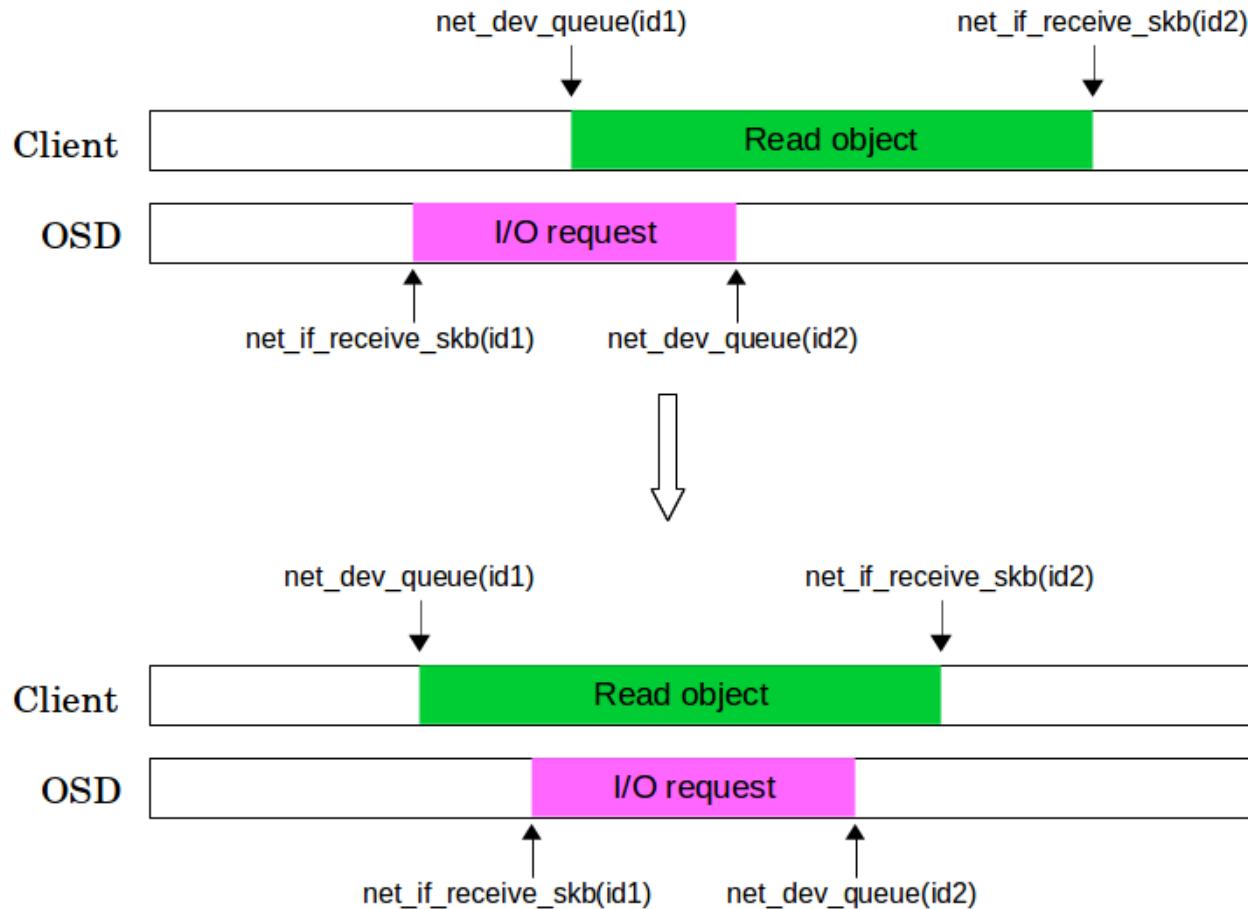 net_dev_queue(id1) net_if_receive_skb(id2)
Client Read object
OSD I/O request
net_if_receive_skb(id1) net_dev_queue(id2)
net_dev_queue(id1) net_if_receive_skb(id2)
Client Read object
OSD I/O request
net_if_receive_skb(id1) net_dev_queue(id2)